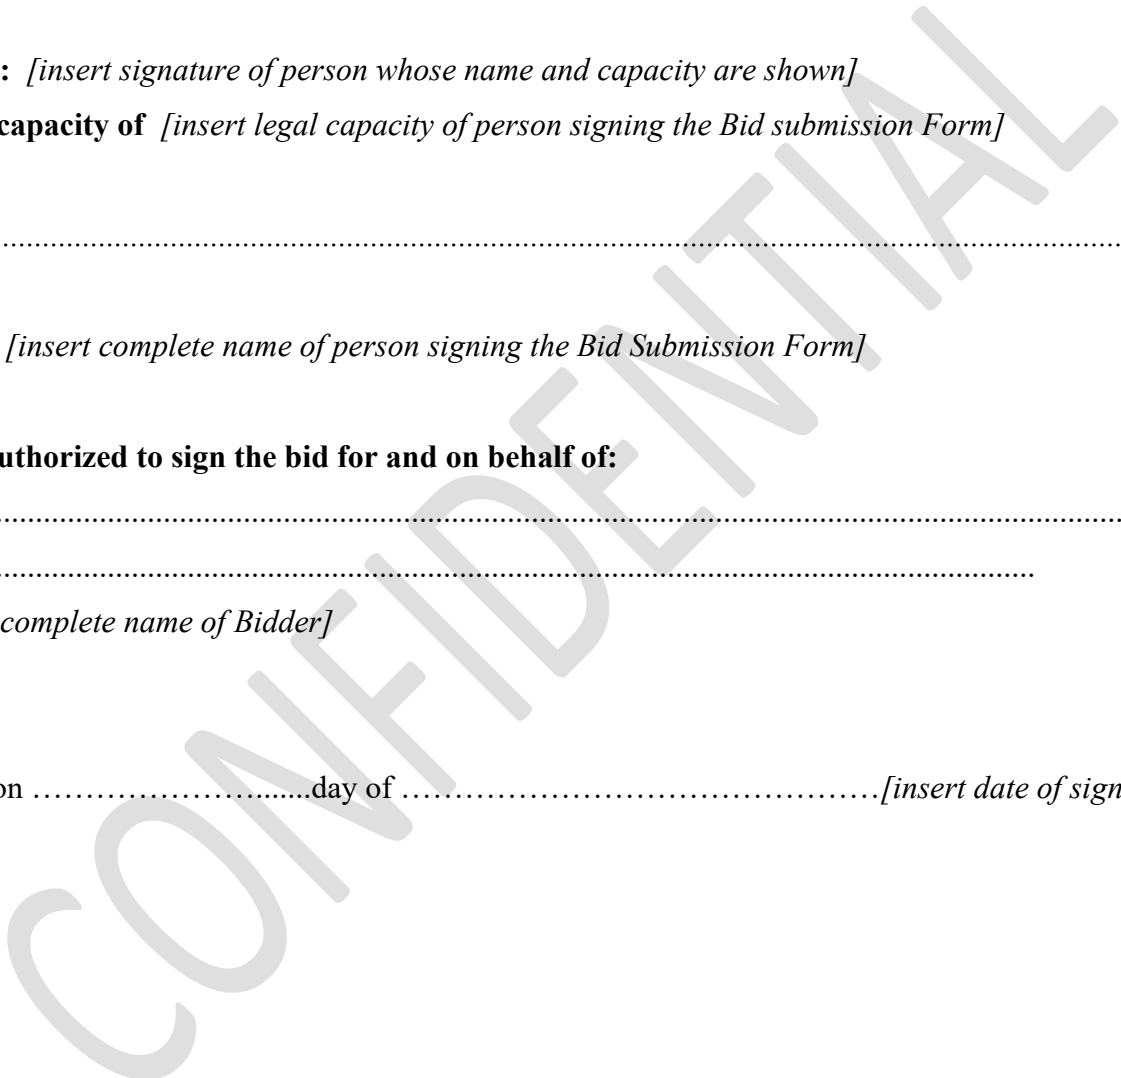 : [insert signature of person whose name and capacity are shown]
capacity of [insert legal capacity of person signing the Bid submission Form]
..........................................................................................................................................
[insert complete name of person signing the Bid Submission Form]
uthorized to sign the bid for and on behalf of:
..........................................................................................................................................
................................................................................................................................
complete name of Bidder]
on ………………….......day of ………………………………………[insert date of sign
CONFIDENTIAL